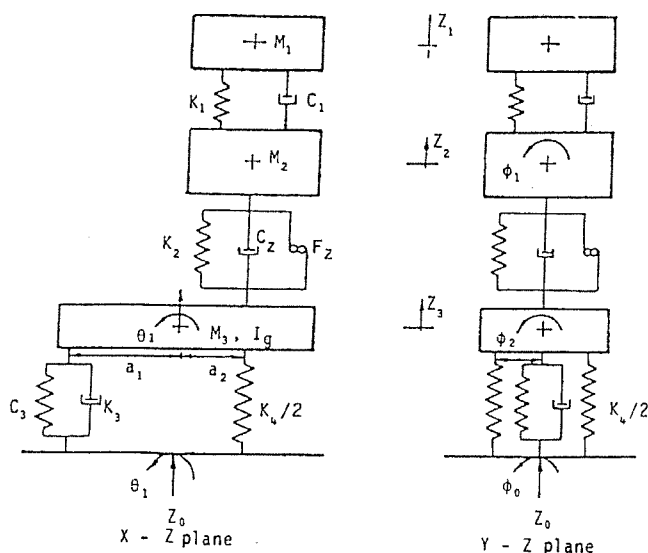 M1
Z1
K1
C1
M2
Z2
φ1
K2
CZ
FZ
Z3
θ1
M3, Ig
φ2
a1
a2
C3
K3
K4/2
K4/2
θ1
φ0
Z0
Z0
X - Z plane
Y - Z plane